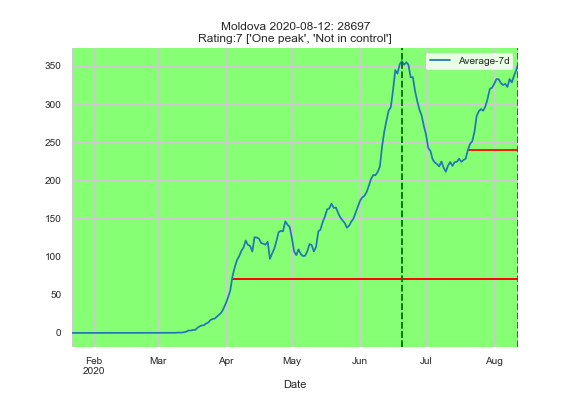 Moldova 2020-08-12: 28697
Rating:7 ['One peak', 'Not in control']
Average-7d
350
300
250
200
150
100
50
0
Feb Mar Apr May Jun Jul Aug
2020
Date